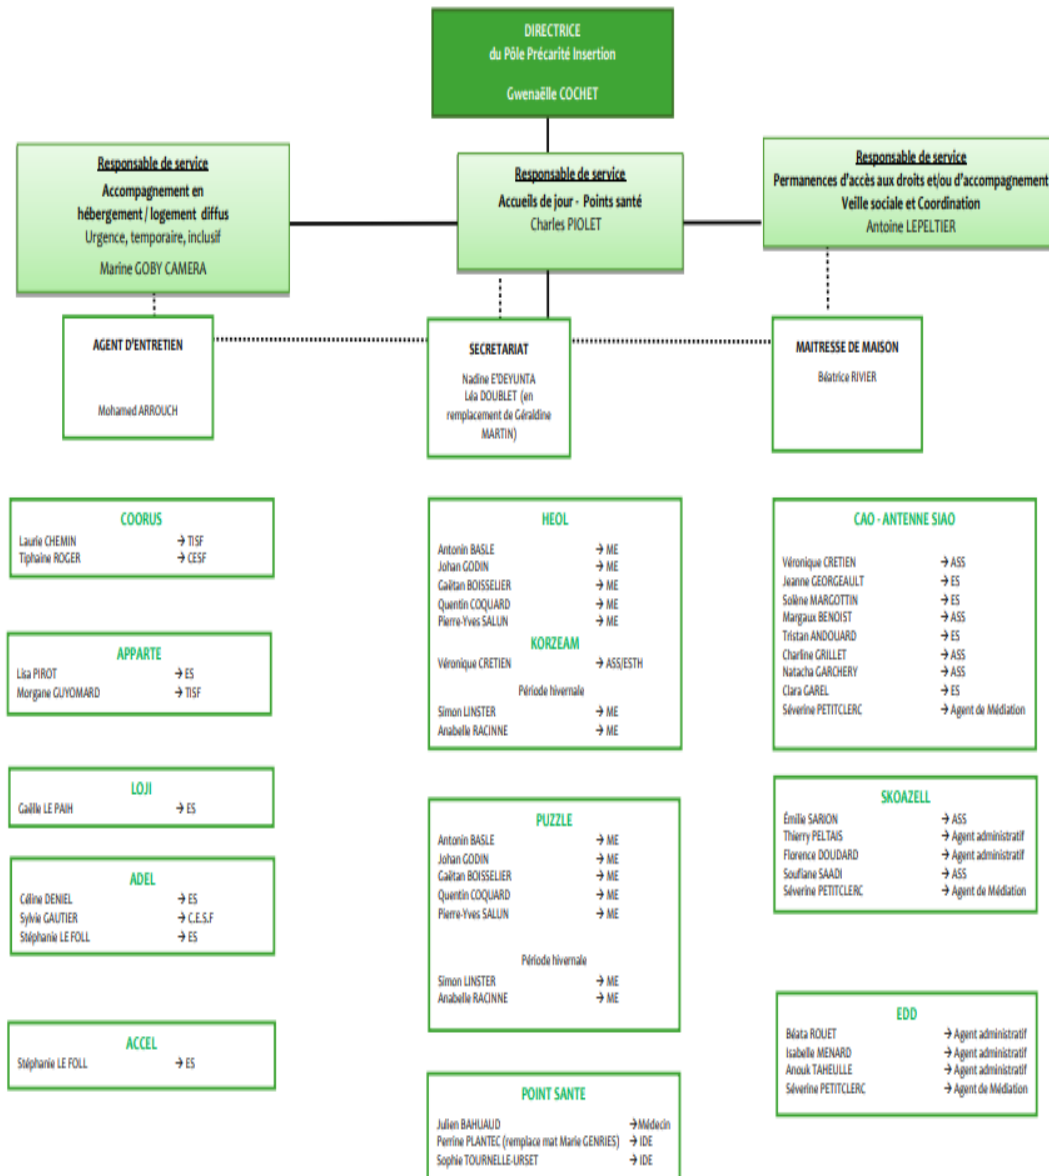 DIRECTRICE
du Pôle Précarité Insertion
Gwenaëlle COCHET
Responsable de service
Accompagnement en
hébergement / logement diffus
Urgence, temporaire, inclusif
Marine GOBY CAMERA
Responsable de service
Accueils de jour - Points santé
Charles PIOLET
Responsable de service
Permanences d'accès aux droits et/ou d'accompagnement
Veille sociale et Coordination
Antoine LEPELTIER
AGENT D'ENTRETIEN
Mohamed ARROUCH
SECRETARIAT
Nadine E'DEYUNTA
Léa DOUBLET (en
remplacement de Géraldine
MARTIN)
MAITRESSE DE MAISON
Béatrice RIVIER
COORUS
Laurie CHEMIN → TISF
Tiphaine ROGER → CESF
APPARTE
Lisa PIROT → ES
Morgane GUYOMARD → TISF
LOJI
Gaëlle LE PAIH → ES
ADEL
Céline DENIEL → ES
Sylvie GAUTIER → C.E.S.F
Stéphanie LE FOLL → ES
ACCEL
Stéphanie LE FOLL → ES
HEOL
Antonin BASLE → ME
Johan GODIN → ME
Gaëtan BOISSELIER → ME
Quentin COQUARD → ME
Pierre-Yves SALUN → ME
KORZEAM
Véronique CRETIEN → ASS/ESTH
Période hivernale
Simon LINSTER → ME
Anabelle RACINNE → ME
PUZZLE
Antonin BASLE → ME
Johan GODIN → ME
Gaëtan BOISSELIER → ME
Quentin COQUARD → ME
Pierre-Yves SALUN → ME
Période hivernale
Simon LINSTER → ME
Anabelle RACINNE → ME
POINT SANTE
Julien BAHUAUD →Médecin
Perrine PLANTEC (remplace mat Marie GENRIES) → IDE
Sophie TOURNELLE-URSET → IDE
CAO - ANTENNE SIAO
Véronique CRETIEN → ASS
Jeanne GEORGEAULT → ES
Solène MARGOTTIN → ES
Margaux BENOIST → ASS
Tristan ANDOUARD → ES
Charline GRILLET → ASS
Natacha GARCHERY → ASS
Clara GAREL → ES
Séverine PETITCLERC → Agent de Médiation
SKOAZELL
Émilie SARION → ASS
Thierry PELTAIS → Agent administratif
Florence DOUDARD → Agent administratif
Soufiane SAADI → ASS
Séverine PETITCLERC → Agent de Médiation
EDD
Béata ROUET → Agent administratif
Isabelle MENARD → Agent administratif
Anouk TAHEULLE → Agent administratif
Séverine PETITCLERC → Agent de Médiation